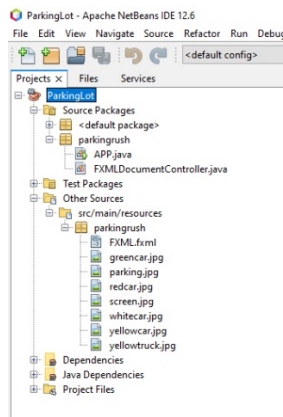 ParkingLot - Apache NetBeans IDE 12.6
File Edit View Navigate Source Refactor Run Debug
<default config>
Projects Files Services
ParkingLot
Source Packages
<default package>
parkingrush
APP.java
FXMLDocumentController.java
Test Packages
Other Sources
src/main/resources
parkingrush
FXML.fxml
greencar.jpg
parking.jpg
redcar.jpg
screen.jpg
whitecar.jpg
yellowcar.jpg
yellowtruck.jpg
Dependencies
Java Dependencies
Project Files